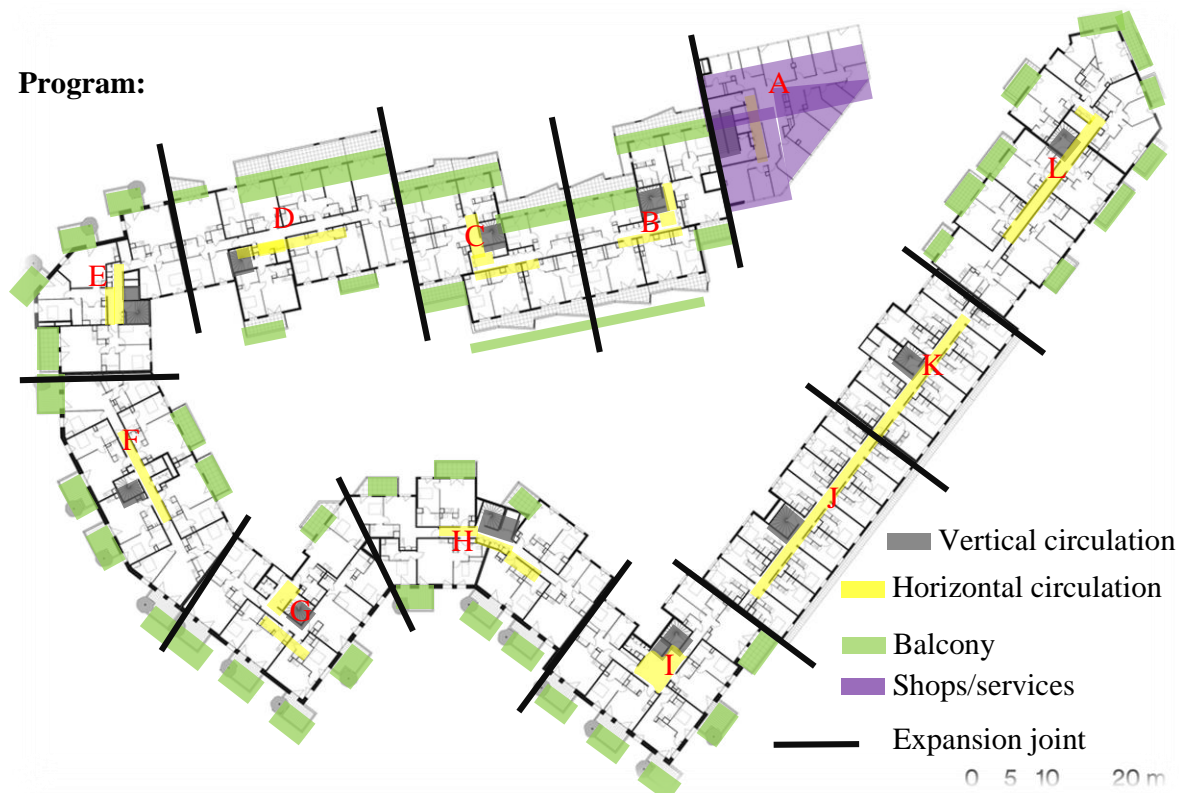 Program:
A
B
C
D
E
F
G
H
I
J
K
L
Vertical circulation
Horizontal circulation
Balcony
Shops/services
Expansion joint
0 5 10 20 m